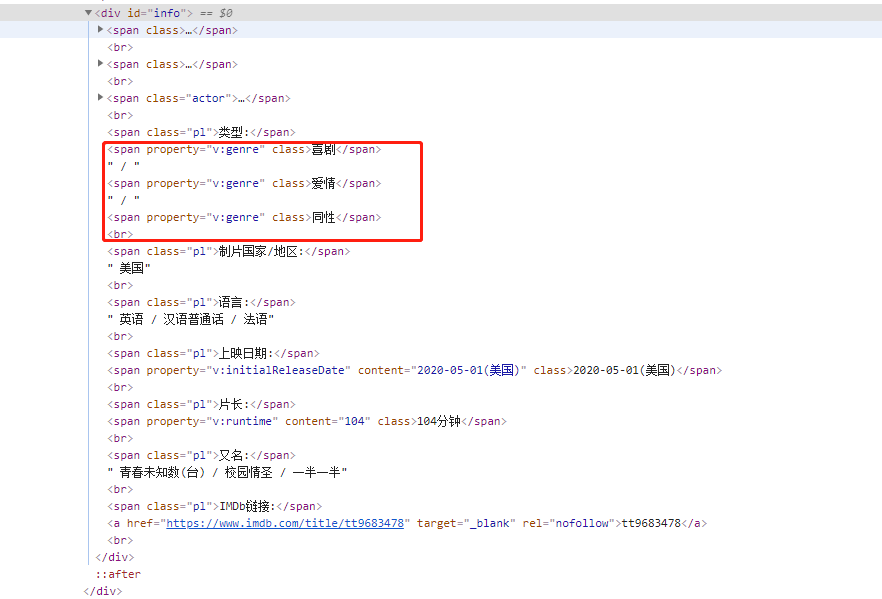 ▼<div id="info"> == $0
▶<span class>…</span>
<br>
▶<span class>…</span>
<br>
▶<span class="actor">…</span>
<br>
<span class="pl">类型:</span>
<span property="v:genre" class>喜剧</span>
" / "
<span property="v:genre" class>爱情</span>
" / "
<span property="v:genre" class>同性</span>
<br>
<span class="pl">制片国家/地区:</span>
" 美国"
<br>
<span class="pl">语言:</span>
" 英语 / 汉语普通话 / 法语"
<br>
<span class="pl">上映日期:</span>
<span property="v:initialReleaseDate" content="2020-05-01(美国)" class>2020-05-01(美国)</span>
<br>
<span class="pl">片长:</span>
<span property="v:runtime" content="104" class>104分钟</span>
<br>
<span class="pl">又名:</span>
" 青春未知数(台) / 校园情圣 / 一半一半"
<br>
<span class="pl">IMDb链接:</span>
<a href="https://www.imdb.com/title/tt9683478" target="_blank" rel="nofollow">tt9683478</a>
<br>
</div>
::after
</div>